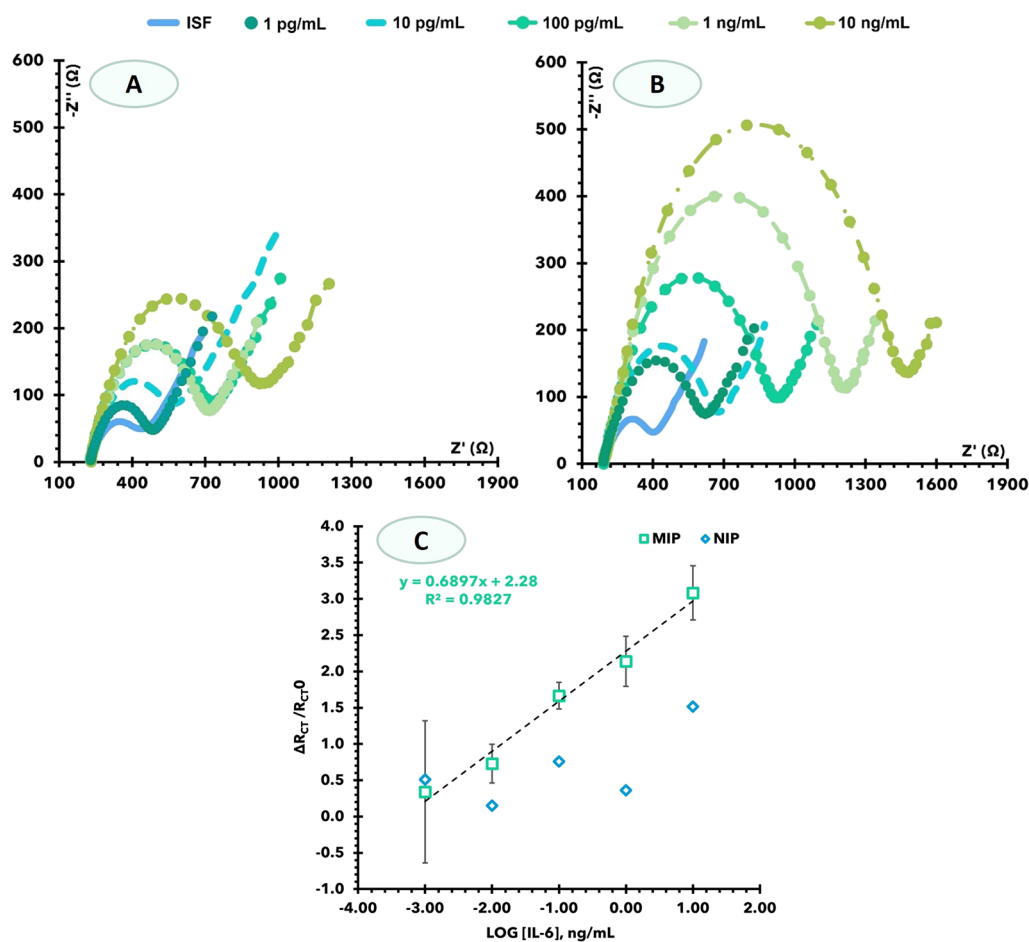 ISF 1 pg/mL 10 pg/mL 100 pg/mL 1 ng/mL 10 ng/mL
A
-Z'' (Ω)
600
500
400
300
200
100
0
Z' (Ω)
100 400 700 1000 1300 1600 1900
B
-Z'' (Ω)
600
500
400
300
200
100
0
Z' (Ω)
100 400 700 1000 1300 1600 1900
C
MIP NIP
y = 0.6897x + 2.28
R² = 0.9827
ΔRCT /RCT0
4.0
3.5
3.0
2.5
2.0
1.5
1.0
0.5
0.0
-0.5
-1.0
-4.00 -3.00 -2.00 -1.00 0.00 1.00 2.00
LOG [IL-6], ng/mL